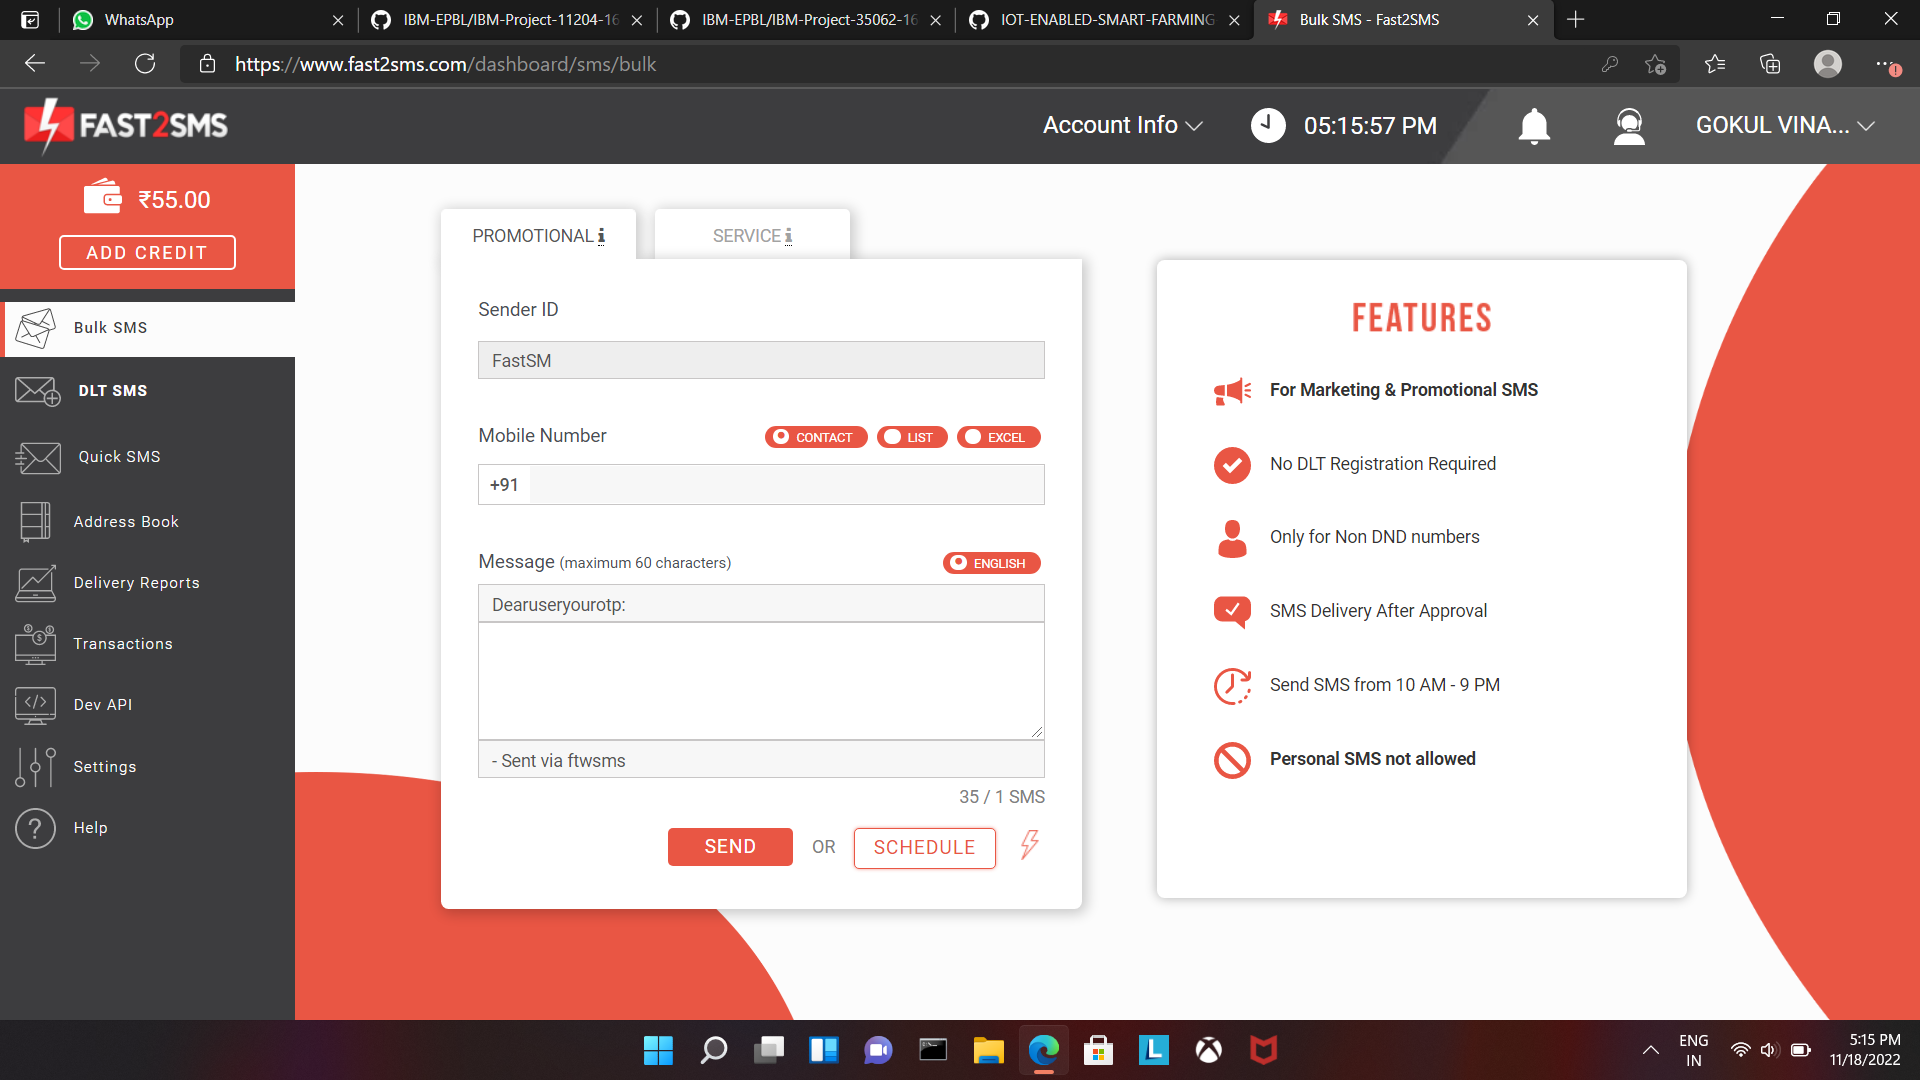 WhatsApp
IBM-EPBL/IBM-Project-11204-16
IBM-EPBL/IBM-Project-35062-16
IOT-ENABLED-SMART-FARMING
Bulk SMS - Fast2SMS
https://www.fast2sms.com/dashboard/sms/bulk
FAST2SMS
Account Info
05:15:57 PM
GOKUL VINA...
₹55.00
ADD CREDIT
Bulk SMS
DLT SMS
Quick SMS
Address Book
Delivery Reports
Transactions
Dev API
Settings
Help
PROMOTIONAL i
SERVICE i
Sender ID
FastSM
Mobile Number
CONTACT
LIST
EXCEL
+91
Message (maximum 60 characters)
ENGLISH
Dearuseryourotp:
- Sent via ftwsms
35 / 1 SMS
SEND
OR
SCHEDULE
FEATURES
For Marketing & Promotional SMS
No DLT Registration Required
Only for Non DND numbers
SMS Delivery After Approval
Send SMS from 10 AM - 9 PM
Personal SMS not allowed
ENG
IN
5:15 PM
11/18/2022